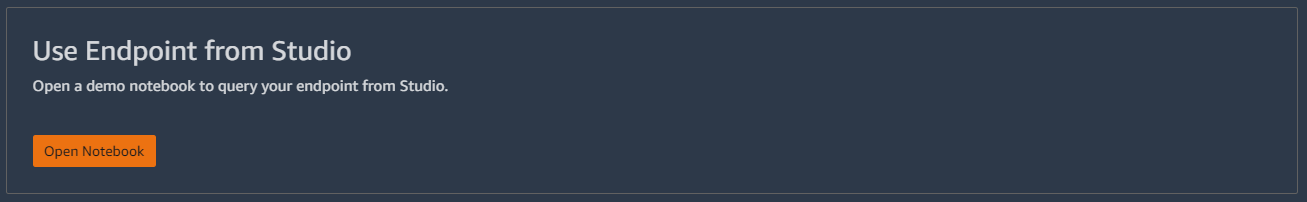 Use Endpoint from Studio
Open a demo notebook to query your endpoint from Studio.
Open Notebook